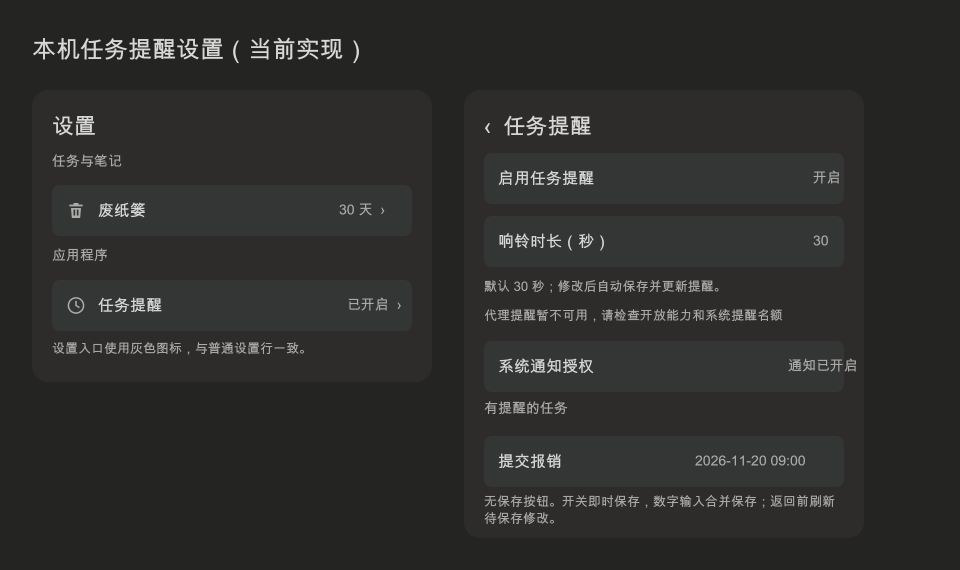 本机任务提醒设置（当前实现）
设置
任务与笔记
废纸篓
30 天 ›
应用程序
任务提醒
已开启 ›
设置入口使用灰色图标，与普通设置行一致。
‹ 任务提醒
启用任务提醒
开启
响铃时长（秒）
30
默认 30 秒；修改后自动保存并更新提醒。
代理提醒暂不可用，请检查开放能力和系统提醒名额
系统通知授权
通知已开启
有提醒的任务
提交报销
2026-11-20 09:00
无保存按钮。开关即时保存，数字输入合并保存；返回前刷新
待保存修改。